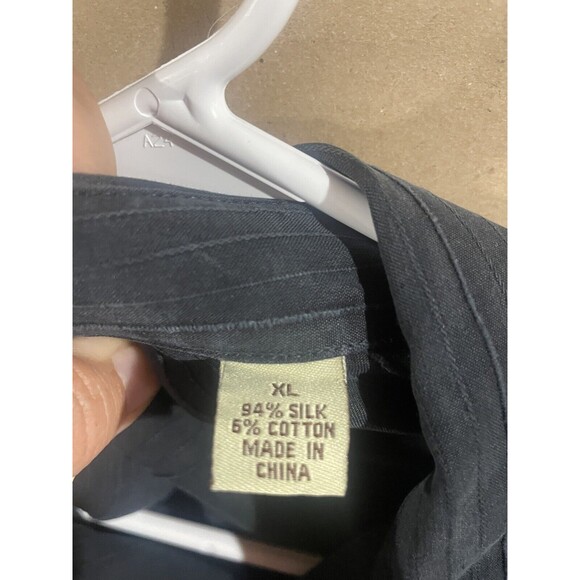 XL
94% SILK
6% COTTON
MADE IN
CHINA